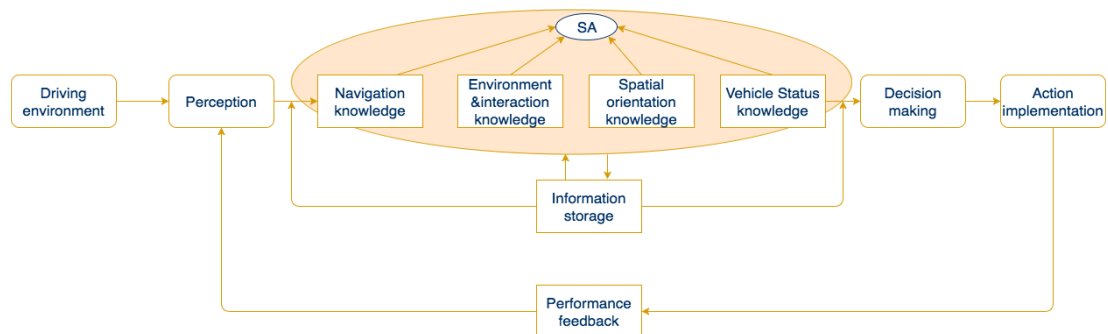 SA
Driving
environment
Perception
Navigation
knowledge
Environment
&interaction
knowledge
Spatial
orientation
knowledge
Vehicle Status
knowledge
Decision
making
Action
implementation
Information
storage
Performance
feedback